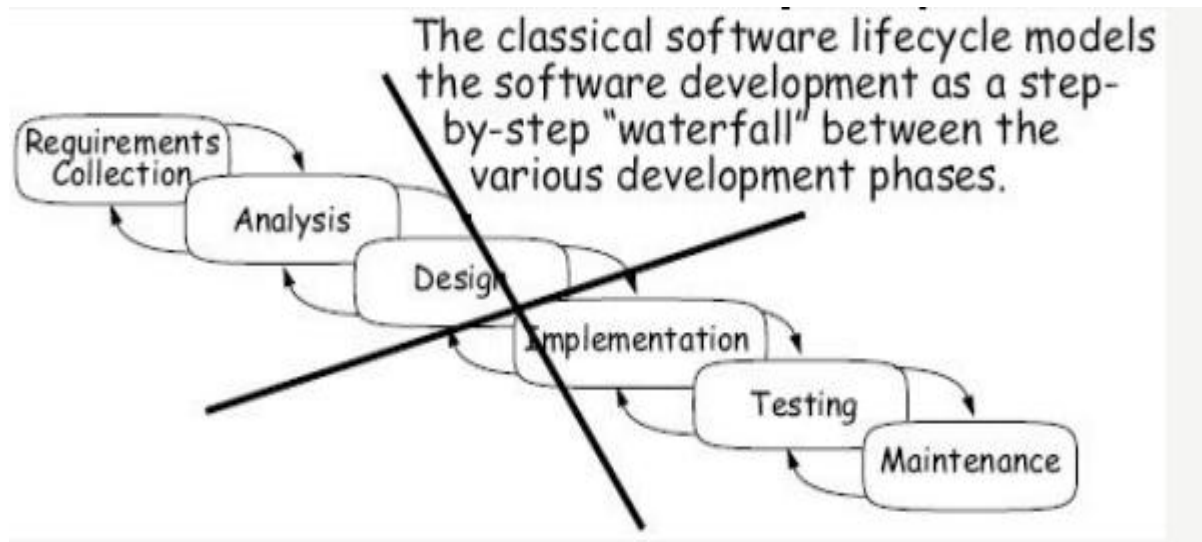 The classical software lifecycle models
the software development as a step-
by-step “waterfall” between the
various development phases.
Requirements
Collection
Analysis
Design
Implementation
Testing
Maintenance